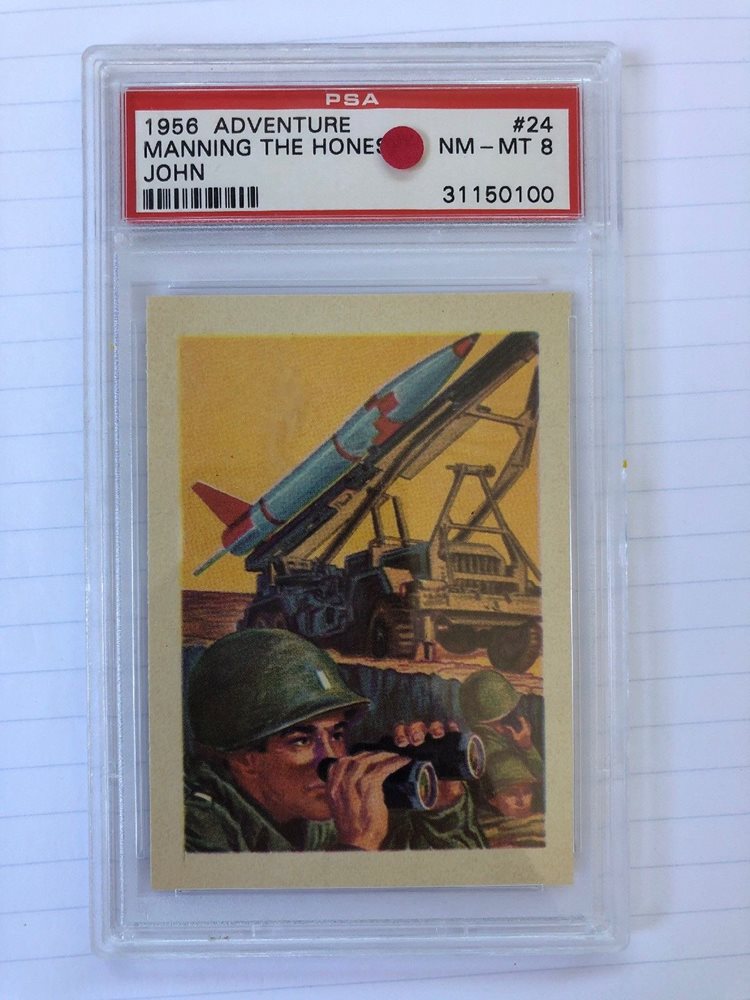 PSA
1956 ADVENTURE #24
MANNING THE HONES NM-MT 8
JOHN
31150100